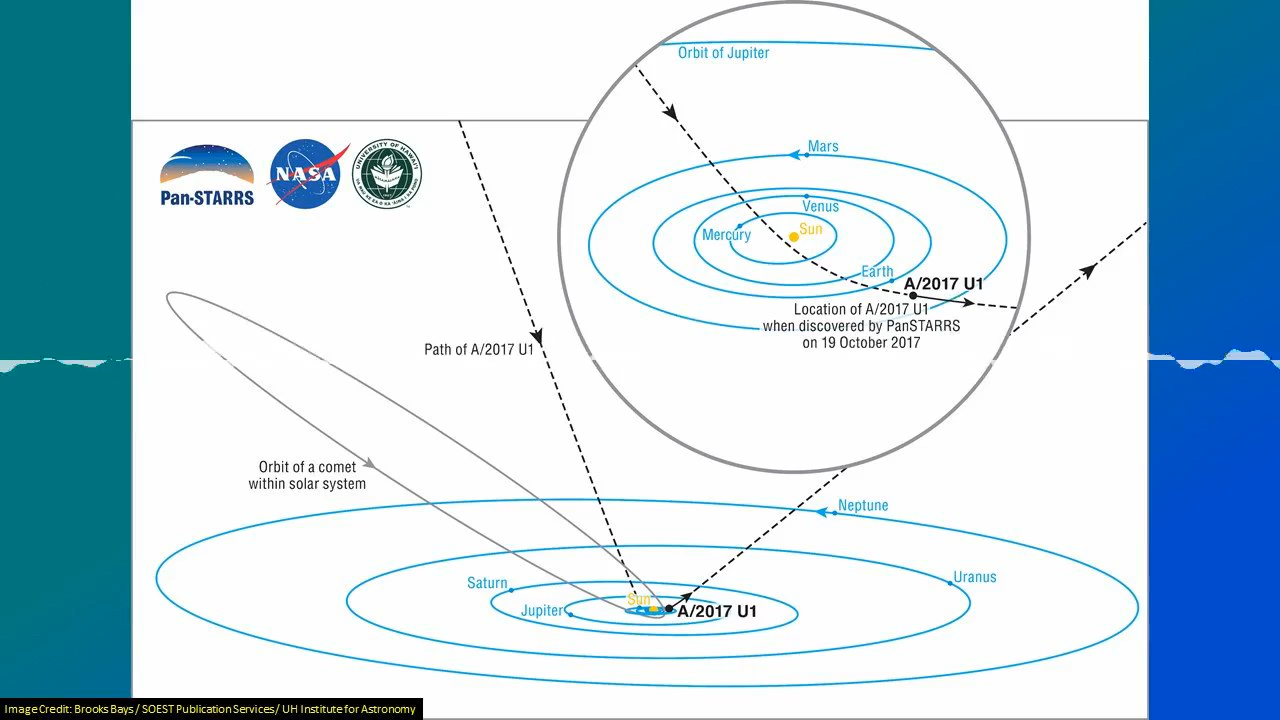 Orbit of Jupiter
Mars
Venus
Sun
Mercury
Earth
A/2017 U1
Location of A/2017 U1
when discovered by PanSTARRS
on 19 October 2017
Pan-STARRS
NASA
UNIVERSITY OF HAWAI'I
Path of A/2017 U1
Orbit of a comet
within solar system
Neptune
Uranus
Saturn
Sun
Jupiter
A/2017 U1
Image Credit: Brooks Bays / SOEST Publication Services/ UH Institute for Astronomy